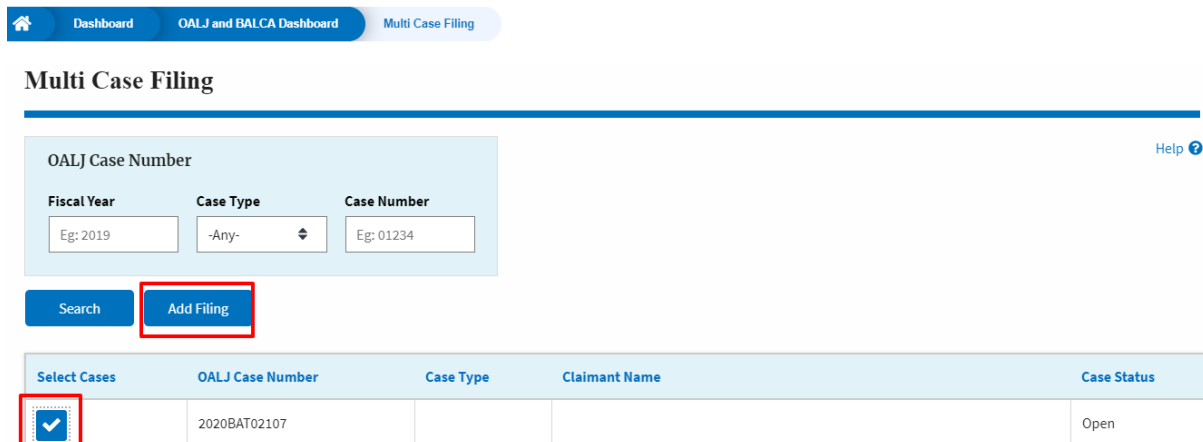 Dashboard OALJ and BALCA Dashboard Multi Case Filing
Multi Case Filing
Help
OALJ Case Number
Fiscal Year Case Type Case Number
Eg: 2019 -Any- Eg: 01234
Search Add Filing
Select Cases OALJ Case Number Case Type Claimant Name Case Status
2020BAT02107 Open